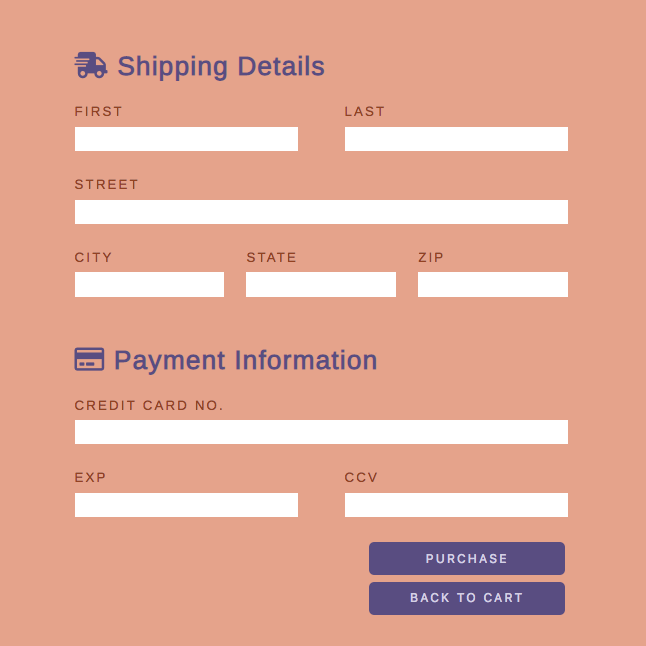 Shipping Details
FIRST LAST
STREET
CITY STATE ZIP
Payment Information
CREDIT CARD NO.
EXP CCV
PURCHASE
BACK TO CART